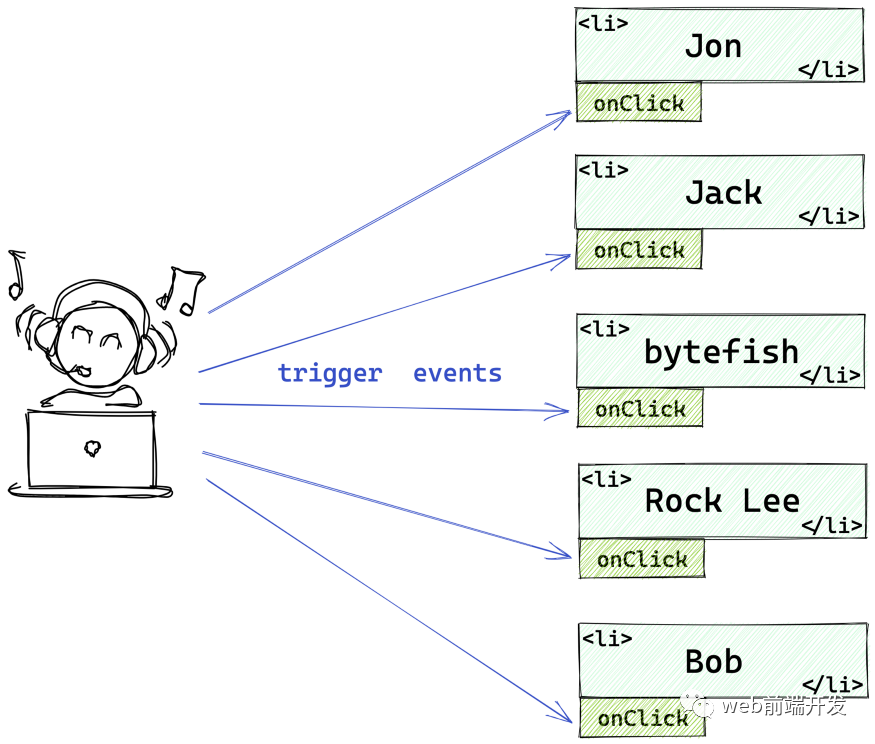 <li>
Jon
</li>
onClick
<li>
Jack
</li>
onClick
<li>
bytefish
</li>
onClick
trigger events
<li>
Rock Lee
</li>
onClick
<li>
Bob
</li>
onClick
web前端开发